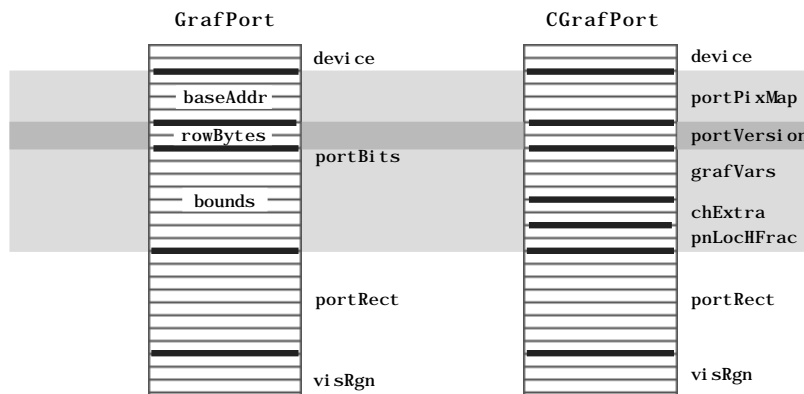 GrafPort
device
baseAddr
rowBytes
portBits
bounds
portRect
visRgn
CGrafPort
device
portPixMap
portVersion
grafVars
chExtra
pnLocHFrac
portRect
visRgn